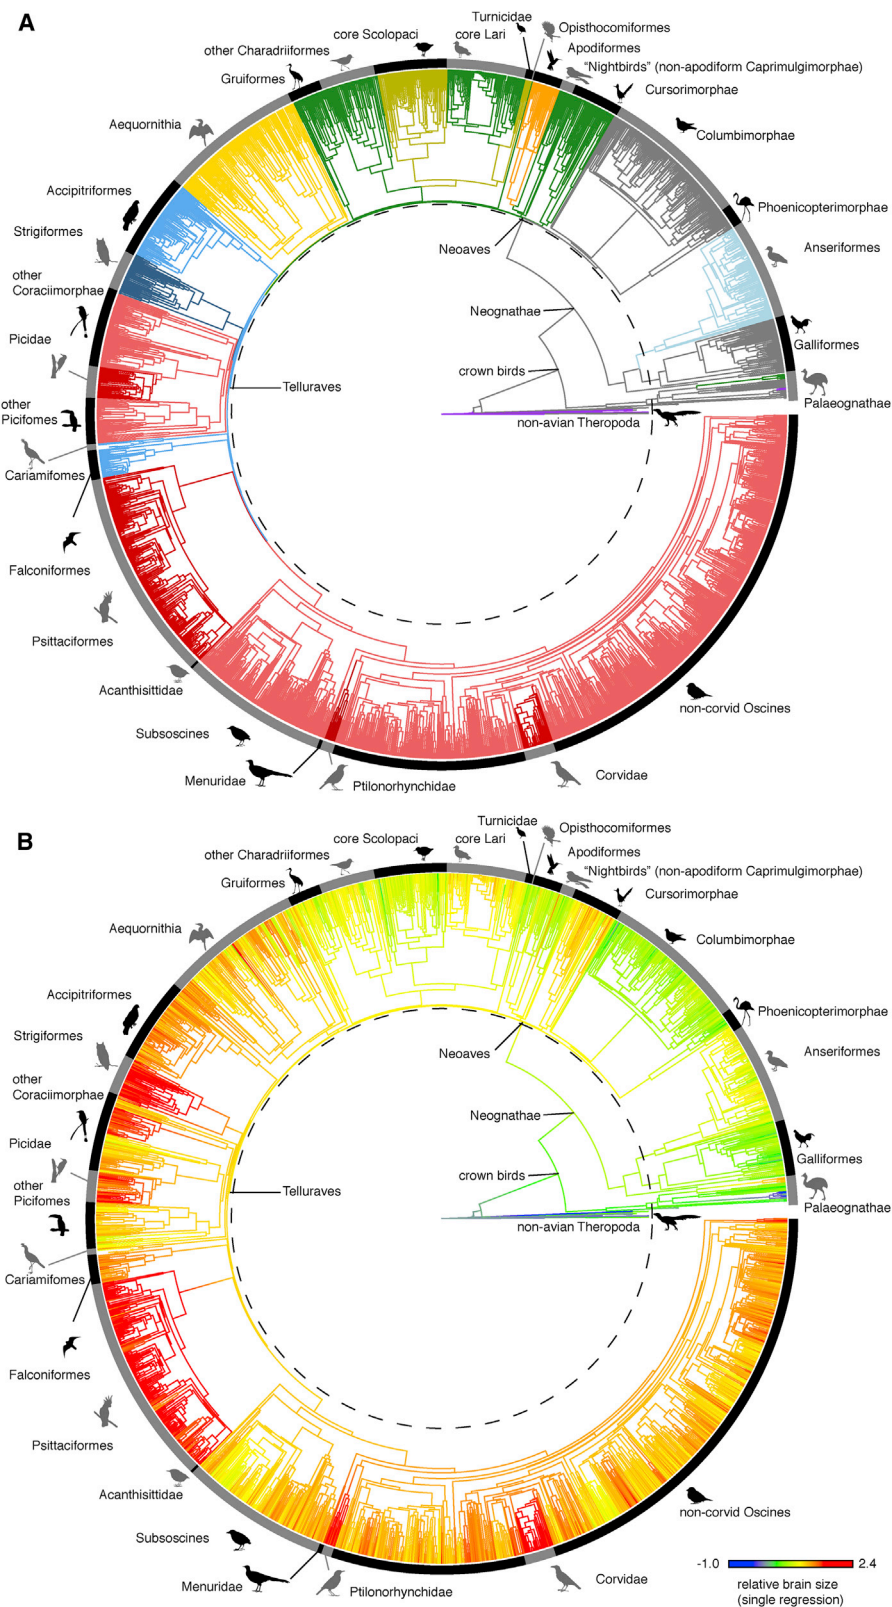 A
Turnicidae
Opisthocomiformes
core Scolopaci
core Lari
Apodiformes
other Charadriiformes
"Nightbirds" (non-apodiform Caprimulgimorphae)
Gruiformes
Cursorimorphae
Aequornithia
Columbimorphae
Accipitriformes
Phoenicopterimorphae
Strigiformes
Neoaves
Anseriformes
other
Coraciimorphae
Neognathae
Picidae
Galliformes
crown birds
Telluraves
other
Picifomes
Palaeognathae
non-avian Theropoda
Cariamifomes
Falconiformes
Psittaciformes
Acanthisittidae
non-corvid Oscines
Subsoscines
Menuridae
Ptilonorhynchidae
Corvidae
B
Turnicidae
Opisthocomiformes
core Scolopaci
core Lari
Apodiformes
other Charadriiformes
"Nightbirds" (non-apodiform Caprimulgimorphae)
Gruiformes
Cursorimorphae
Aequornithia
Columbimorphae
Accipitriformes
Phoenicopterimorphae
Strigiformes
Neoaves
Anseriformes
other
Coraciimorphae
Neognathae
Picidae
Galliformes
crown birds
other
Picifomes
Telluraves
Palaeognathae
non-avian Theropoda
Cariamifomes
Falconiformes
Psittaciformes
Acanthisittidae
non-corvid Oscines
Subsoscines
Menuridae
Ptilonorhynchidae
Corvidae
-1.0 2.4
relative brain size
(single regression)